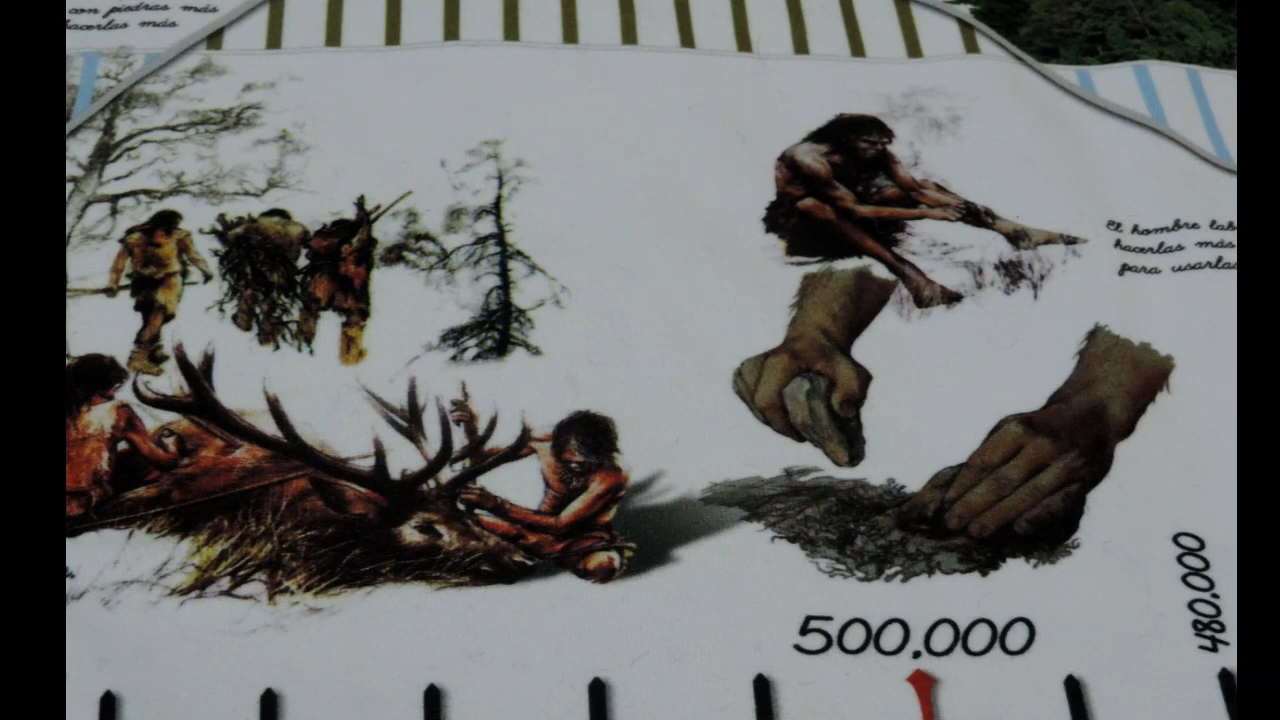 con piedras más
hacerlas más
El hombre lab
hacerlas más
para usarlas
500.000
480.000